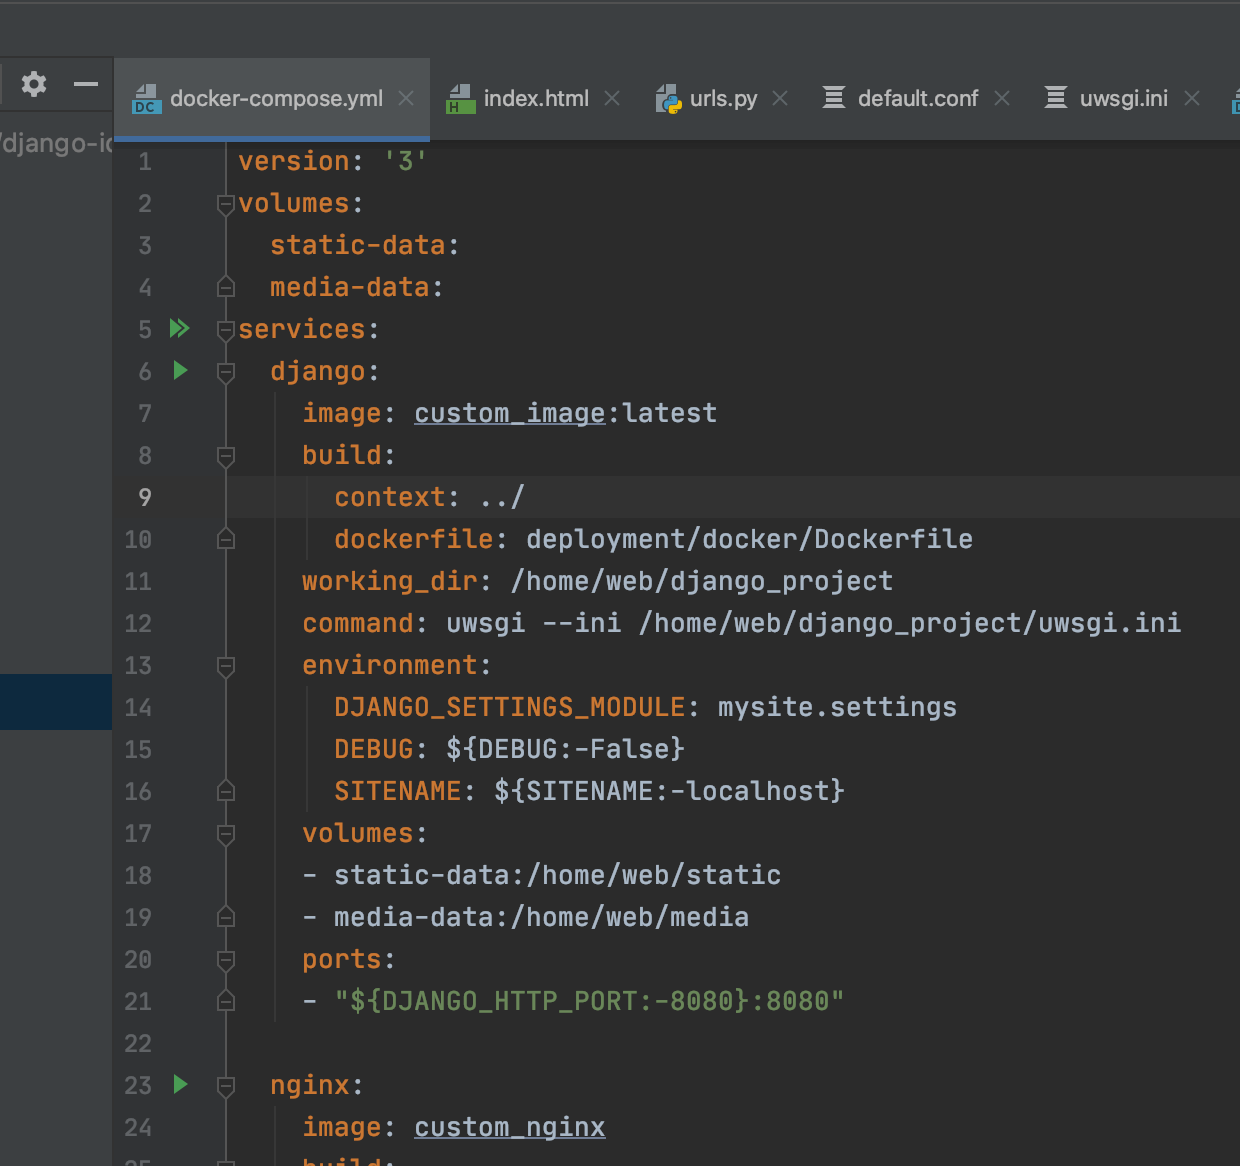 docker-compose.yml index.html urls.py default.conf uwsgi.ini
DC H
/django-i
1 version: '3'
2 volumes:
3 static-data:
4 media-data:
5 services:
6 django:
7 image: custom_image:latest
8 build:
9 context: ../
10 dockerfile: deployment/docker/Dockerfile
11 working_dir: /home/web/django_project
12 command: uwsgi --ini /home/web/django_project/uwsgi.ini
13 environment:
14 DJANGO_SETTINGS_MODULE: mysite.settings
15 DEBUG: ${DEBUG:-False}
16 SITENAME: ${SITENAME:-localhost}
17 volumes:
18 - static-data:/home/web/static
19 - media-data:/home/web/media
20 ports:
21 - "${DJANGO_HTTP_PORT:-8080}:8080"
22
23 nginx:
24 image: custom_nginx
25 build: